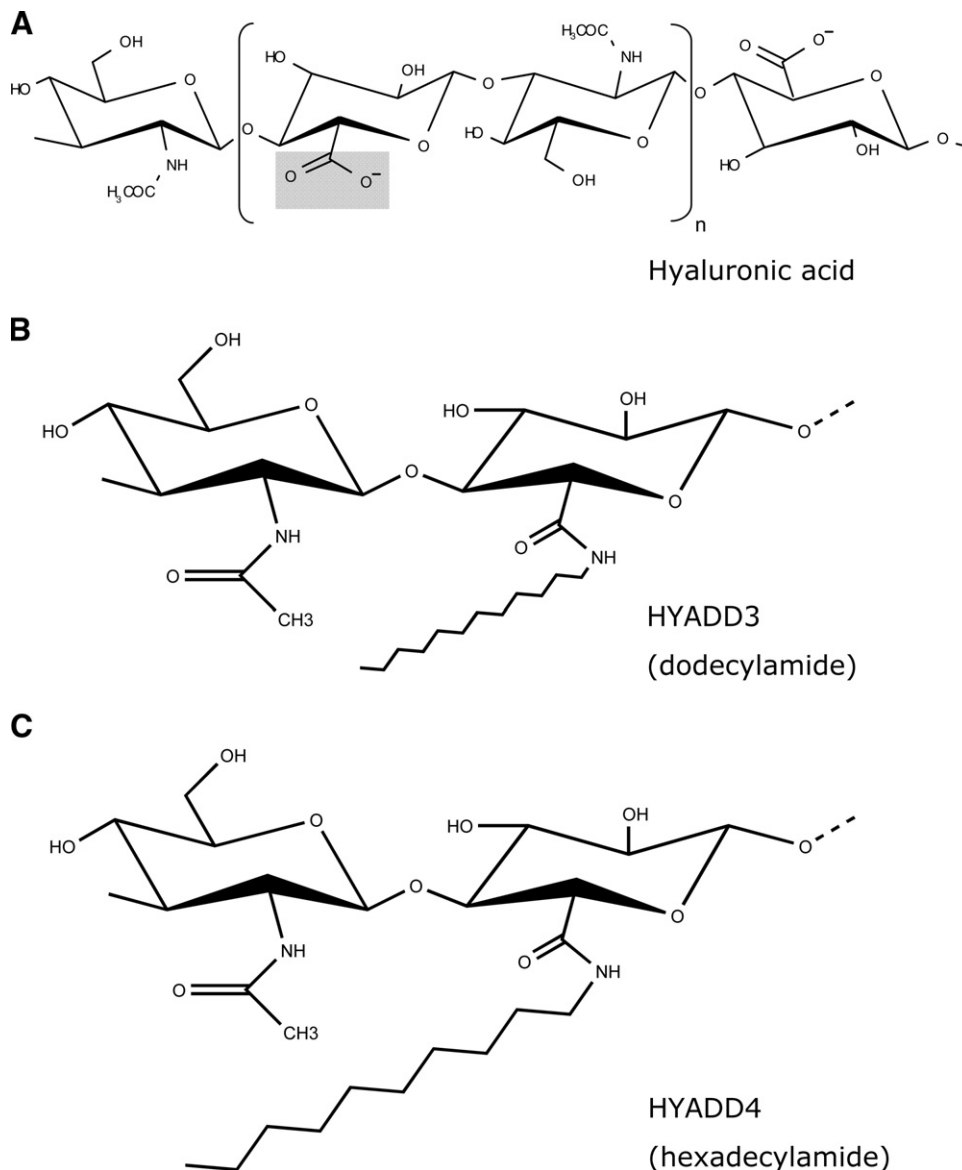 A
OH
HO
O
NH
H3COC
O
HO
OH
O
O
O−
O
H3COC
NH
HO
O
OH
n
O
O
O−
O
HO
OH
O
Hyaluronic acid
B
OH
HO
O
NH
O
CH3
O
HO
OH
O
O
O
NH
HYADD3
(dodecylamide)
C
OH
HO
O
NH
O
CH3
O
HO
OH
O
O
O
NH
HYADD4
(hexadecylamide)